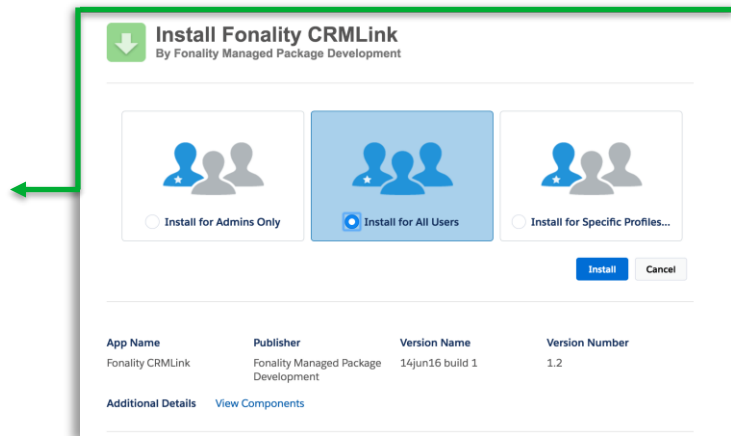 Install Fonality CRMLink
By Fonality Managed Package Development
Install for Admins Only
Install for All Users
Install for Specific Profiles...
Install Cancel
App Name Publisher Version Name Version Number
Fonality CRMLink Fonality Managed Package 14jun16 build 1 1.2
Development
Additional Details View Components